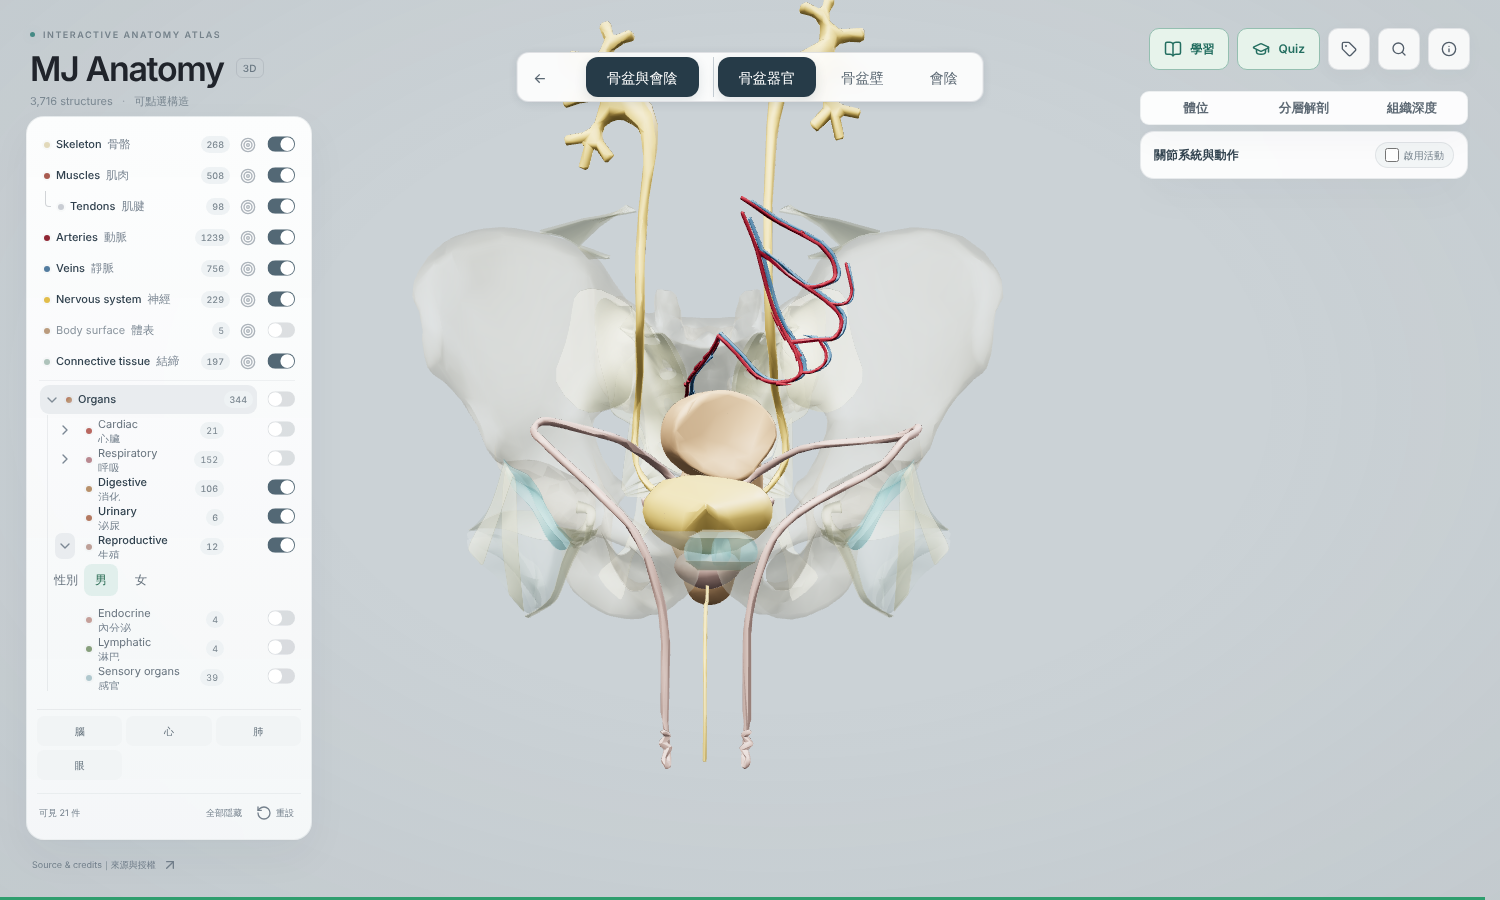 INTERACTIVE ANATOMY ATLAS
MJ Anatomy 3D
3,716 structures · 可點選構造
← 骨盆與會陰 骨盆器官 骨盆壁 會陰
學習 Quiz
體位 分層解剖 組織深度
關節系統與動作 啟用活動
Skeleton 骨骼 268
Muscles 肌肉 508
Tendons 肌腱 98
Arteries 動脈 1239
Veins 靜脈 756
Nervous system 神經 229
Body surface 體表 5
Connective tissue 結締 197
Organs 344
Cardiac 21
心臟
Respiratory 152
呼吸
Digestive 106
消化
Urinary 6
泌尿
Reproductive 12
生殖
性別 男 女
Endocrine 4
內分泌
Lymphatic 4
淋巴
Sensory organs 39
感官
腦 心 肺
眼
可見 21 件 全部隱藏 重設
Source & credits | 來源與授權